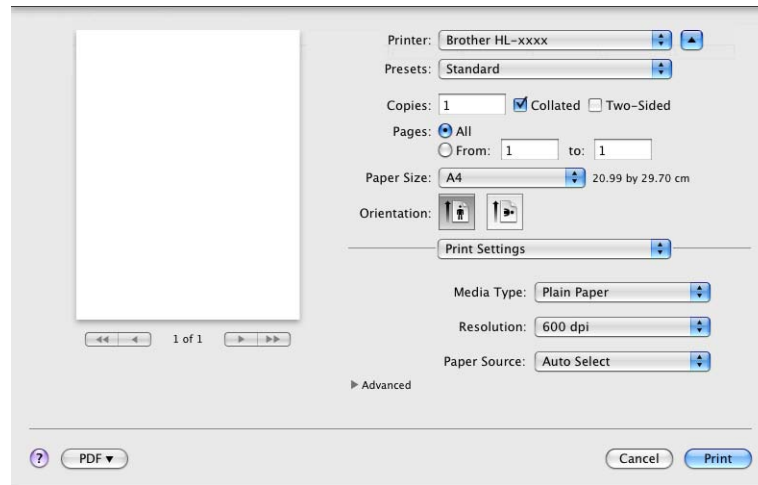 Printer: Brother HL-xxxx
Presets: Standard
Copies: 1 Collated Two-Sided
Pages: All
From: 1 to: 1
Paper Size: A4 20.99 by 29.70 cm
Orientation:
Print Settings
Media Type: Plain Paper
Resolution: 600 dpi
Paper Source: Auto Select
Advanced
1 of 1
? PDF Cancel Print